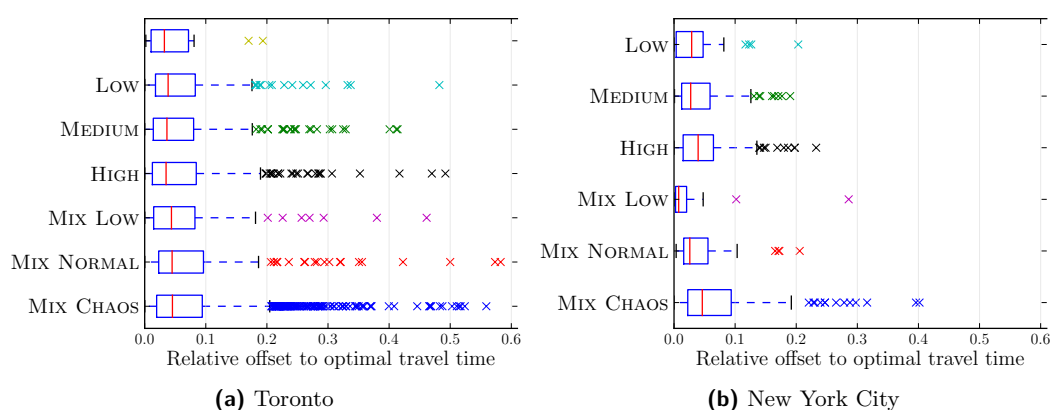 LOW
MEDIUM
HIGH
MIX LOW
MIX NORMAL
MIX CHAOS
0.0 0.1 0.2 0.3 0.4 0.5 0.6
Relative offset to optimal travel time
(a) Toronto
LOW
MEDIUM
HIGH
MIX LOW
MIX NORMAL
MIX CHAOS
0.0 0.1 0.2 0.3 0.4 0.5 0.6
Relative offset to optimal travel time
(b) New York City